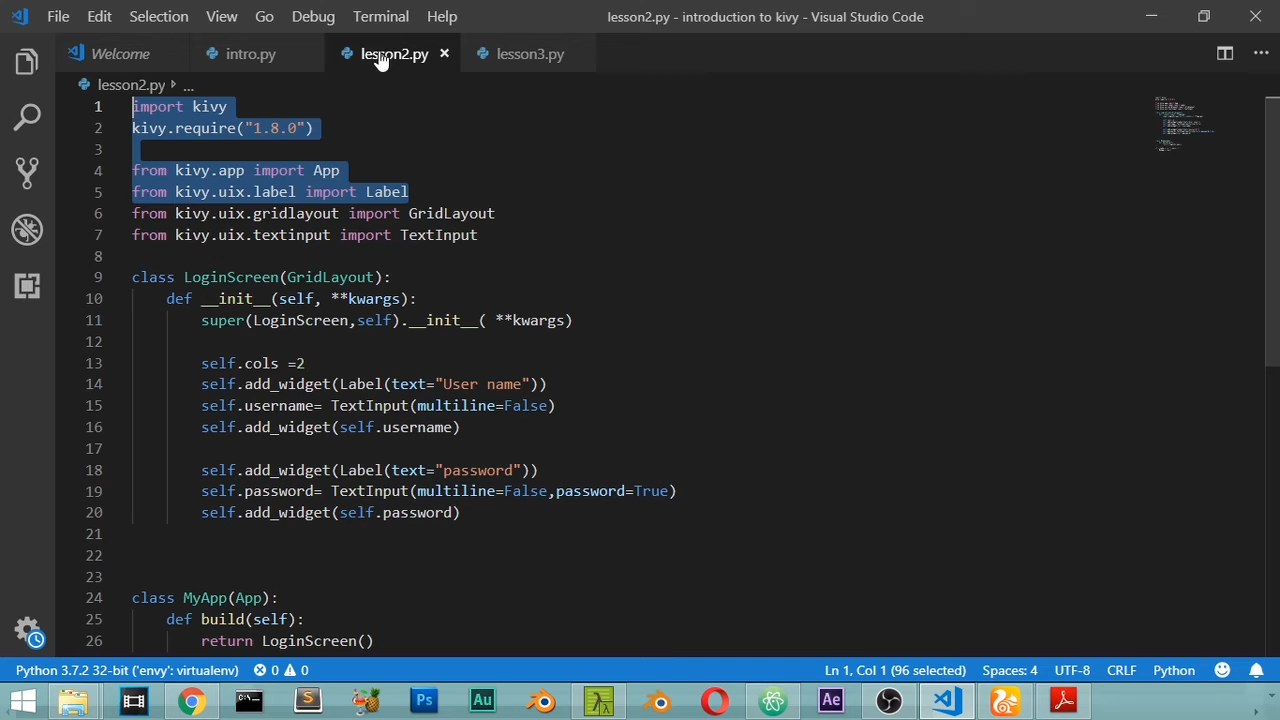 File Edit Selection View Go Debug Terminal Help lesson2.py - introduction to kivy - Visual Studio Code
Welcome intro.py lesson2.py × lesson3.py
lesson2.py ...
1 import kivy
2 kivy.require("1.8.0")
3
4 from kivy.app import App
5 from kivy.uix.label import Label
6 from kivy.uix.gridlayout import GridLayout
7 from kivy.uix.textinput import TextInput
8
9 class LoginScreen(GridLayout):
10 def __init__(self, **kwargs):
11 super(LoginScreen,self).__init__( **kwargs)
12
13 self.cols =2
14 self.add_widget(Label(text="User name"))
15 self.username= TextInput(multiline=False)
16 self.add_widget(self.username)
17
18 self.add_widget(Label(text="password"))
19 self.password= TextInput(multiline=False,password=True)
20 self.add_widget(self.password)
21
22
23
24 class MyApp(App):
25 def build(self):
26 return LoginScreen()
Python 3.7.2 32-bit ('envy': virtualenv) 0 0 Ln 1, Col 1 (96 selected) Spaces: 4 UTF-8 CRLF Python
Ps Au Ae